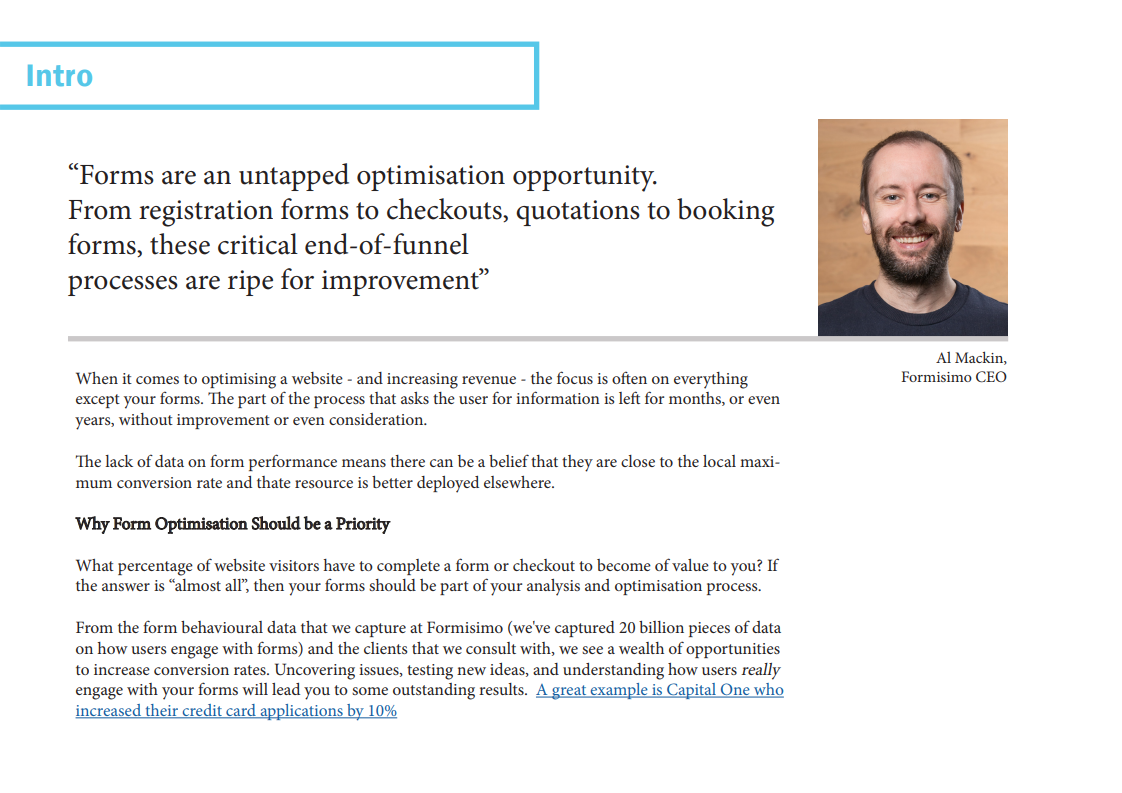 Intro
“Forms are an untapped optimisation opportunity.
From registration forms to checkouts, quotations to booking
forms, these critical end-of-funnel
processes are ripe for improvement”
Al Mackin,
Formisimo CEO
When it comes to optimising a website - and increasing revenue - the focus is often on everything
except your forms. The part of the process that asks the user for information is left for months, or even
years, without improvement or even consideration.
The lack of data on form performance means there can be a belief that they are close to the local maxi-
mum conversion rate and thate resource is better deployed elsewhere.
Why Form Optimisation Should be a Priority
What percentage of website visitors have to complete a form or checkout to become of value to you? If
the answer is “almost all”, then your forms should be part of your analysis and optimisation process.
From the form behavioural data that we capture at Formisimo (we've captured 20 billion pieces of data
on how users engage with forms) and the clients that we consult with, we see a wealth of opportunities
to increase conversion rates. Uncovering issues, testing new ideas, and understanding how users really
engage with your forms will lead you to some outstanding results.  A great example is Capital One who
increased their credit card applications by 10%